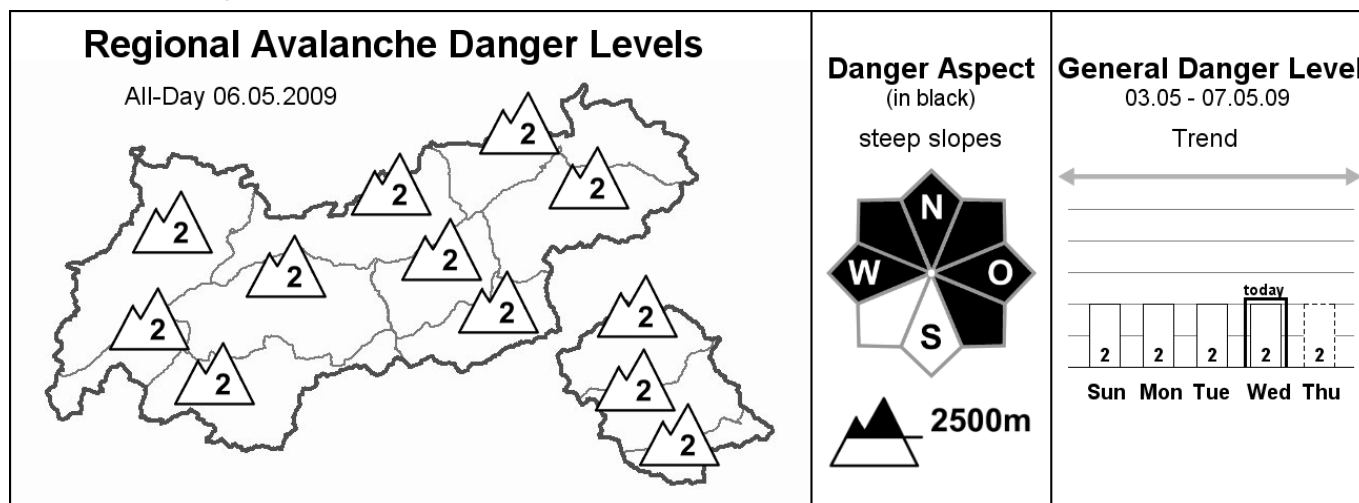 Regional Avalanche Danger Levels
All-Day 06.05.2009
2
2
2
2
2
2
2
2
2
2
2
2
Danger Aspect
(in black)
steep slopes
N
W O
S
2500m
General Danger Level
03.05 - 07.05.09
Trend
today
2 2 2 2 2
Sun Mon Tue Wed Thu